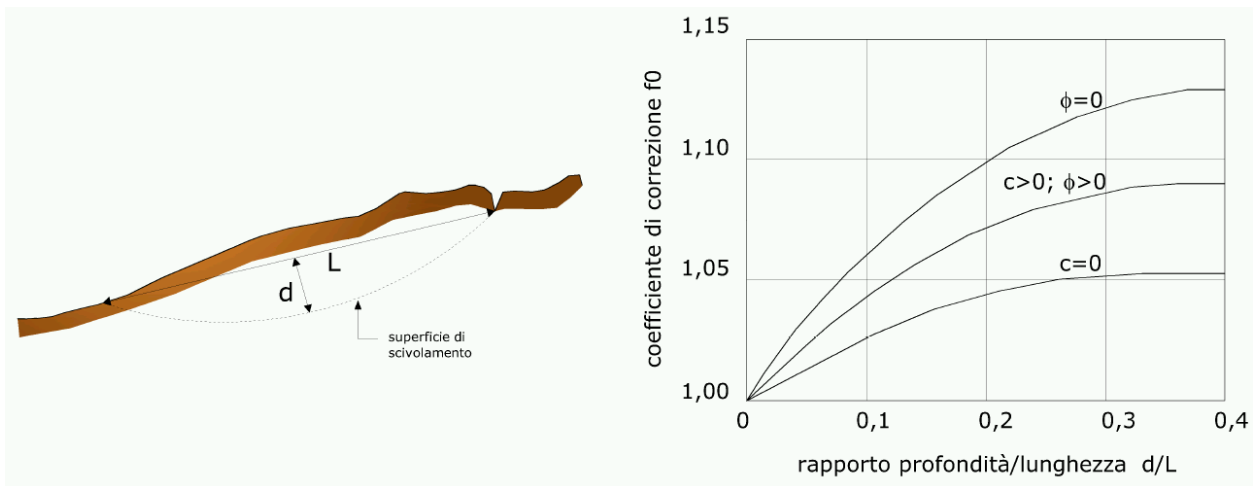 L
d
superficie di
scivolamento
coefficiente di correzione f0
1,15
1,10
1,05
1,00
ϕ=0
c>0; ϕ>0
c=0
0
0,1
0,2
0,3
0,4
rapporto profondità/lunghezza d/L